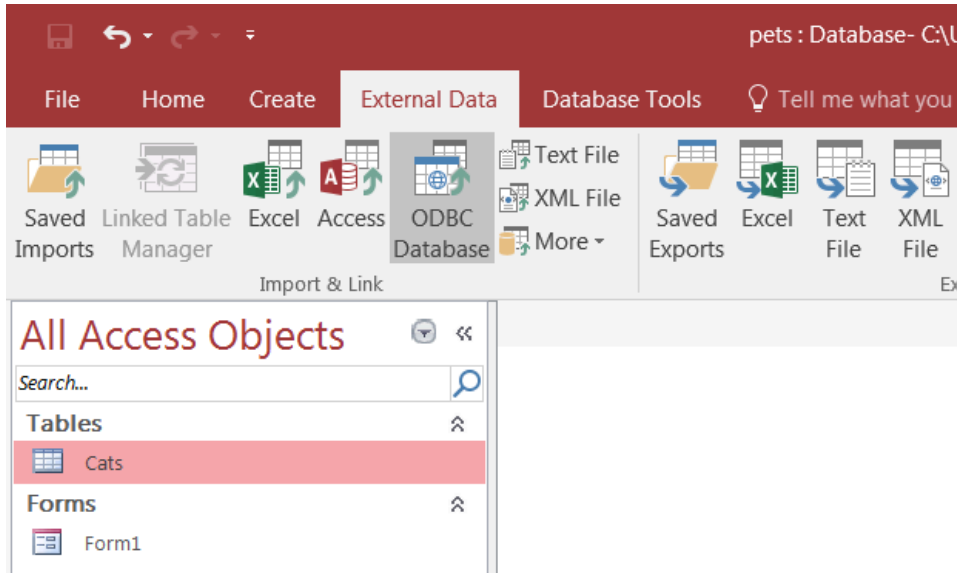 pets : Database- C:\U
File Home Create External Data Database Tools Tell me what you
Saved Imports
Linked Table Manager
Excel
Access
ODBC Database
Text File
XML File
More
Import & Link
Saved Exports
Excel
Text File
XML File
Ex
All Access Objects
Search...
Tables
Cats
Forms
Form1